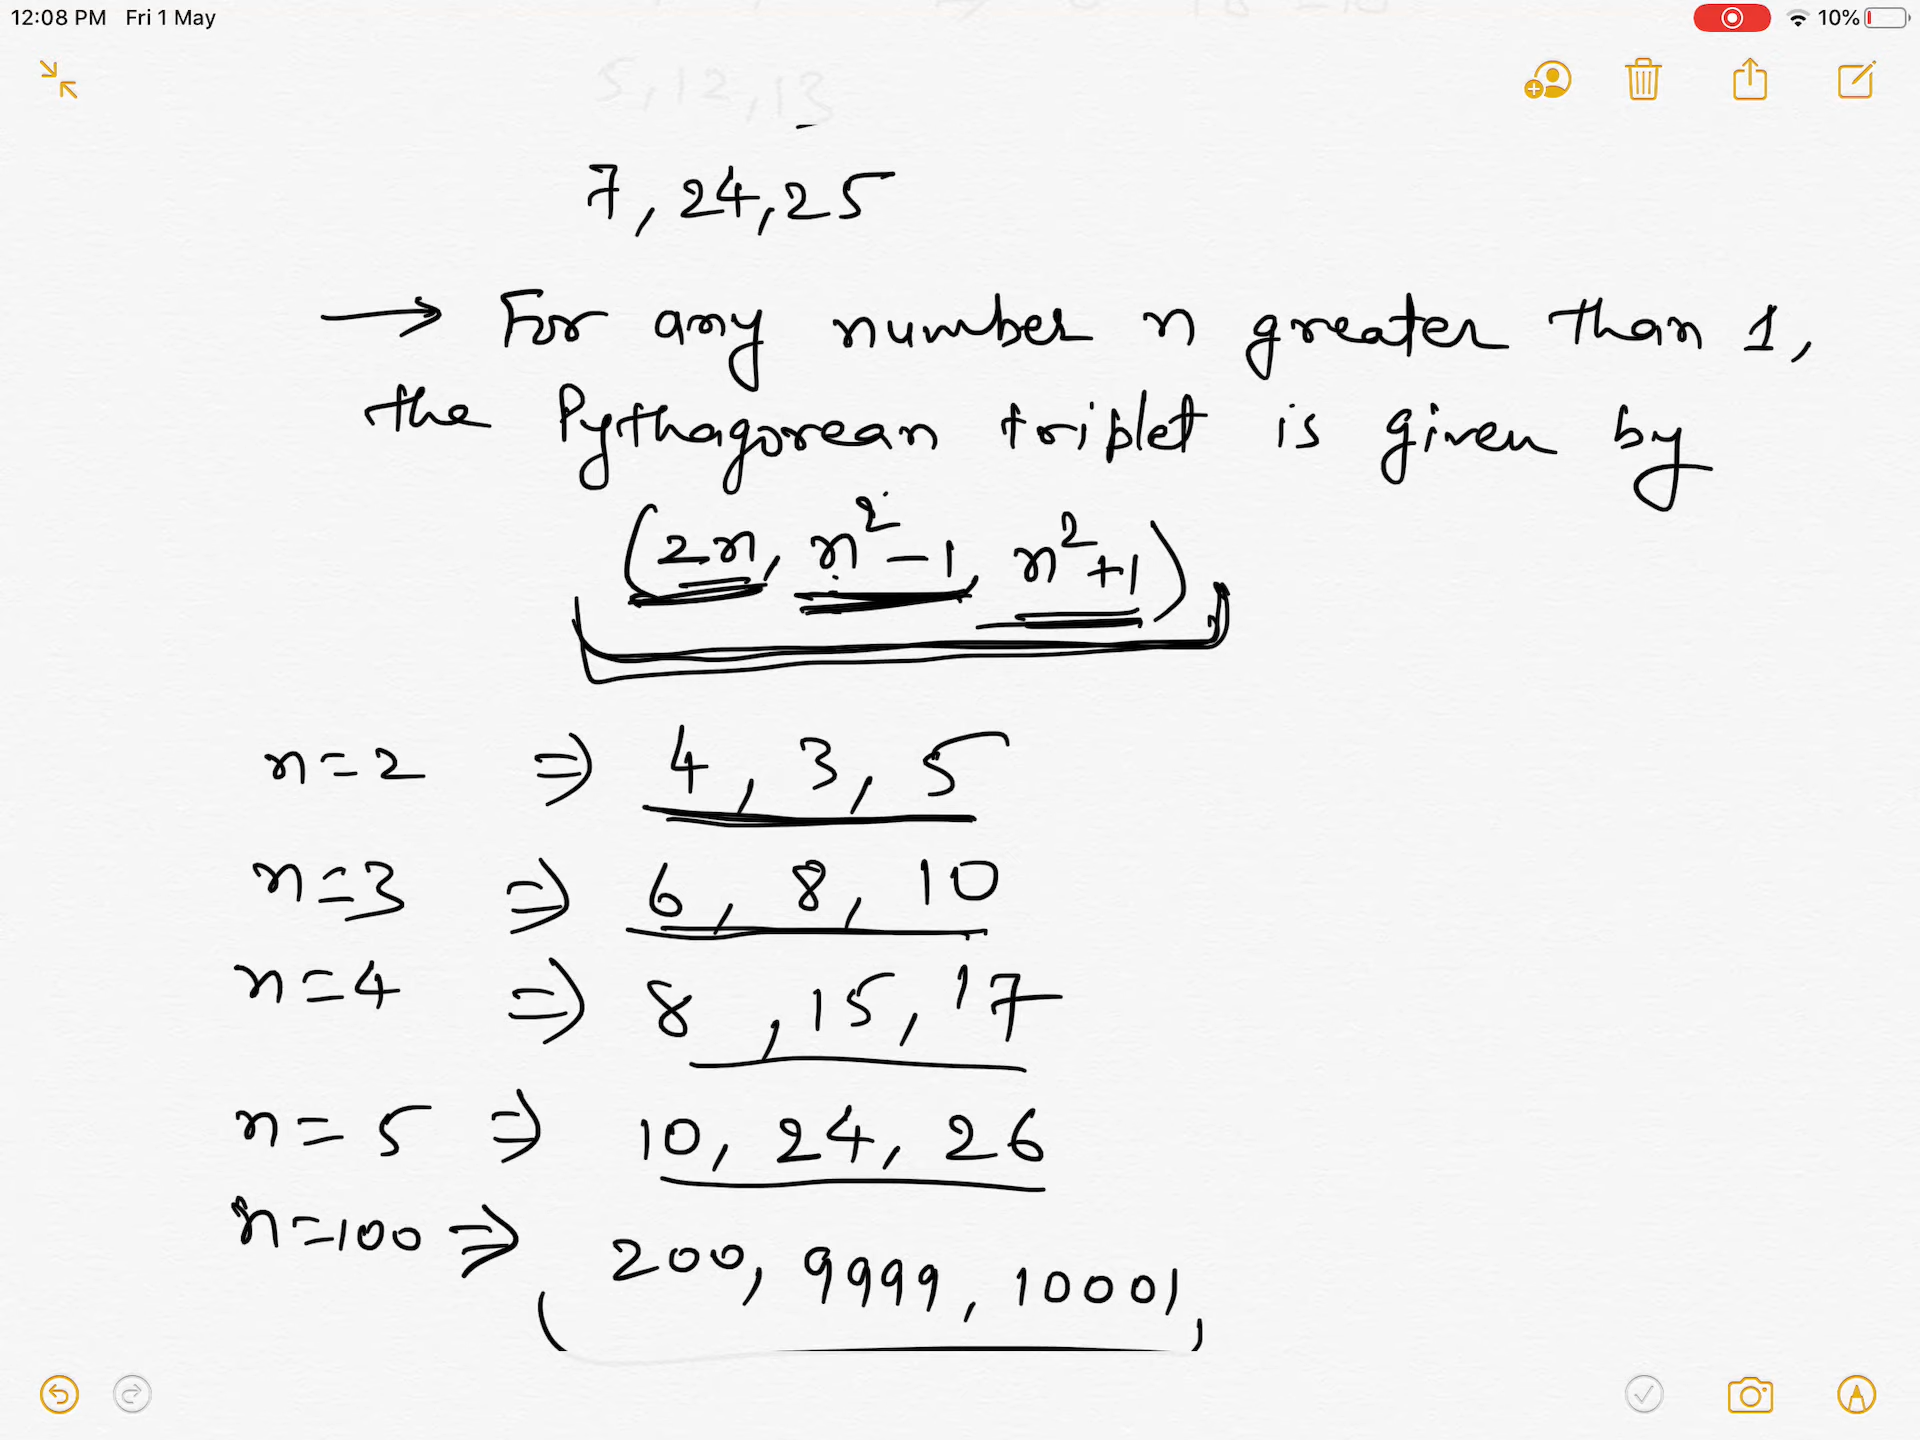 12:08 PM Fri 1 May 10%
5,12,13
7, 24, 25
→ For any number n greater than 1,
the Pythagorean triplet is given by
(2n, n²-1, n²+1)
n=2 ⇒ 4, 3, 5
n=3 ⇒ 6, 8, 10
n=4 ⇒ 8, 15, 17
n=5 ⇒ 10, 24, 26
n=100 ⇒ 200, 9999, 10001,